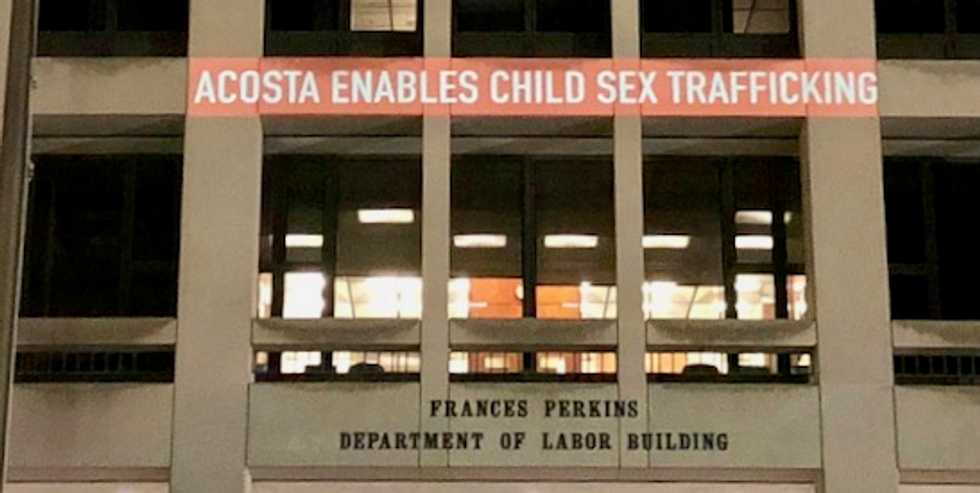 ACOSTA ENABLES CHILD SEX TRAFFICKING
FRANCES PERKINS
DEPARTMENT OF LABOR BUILDING